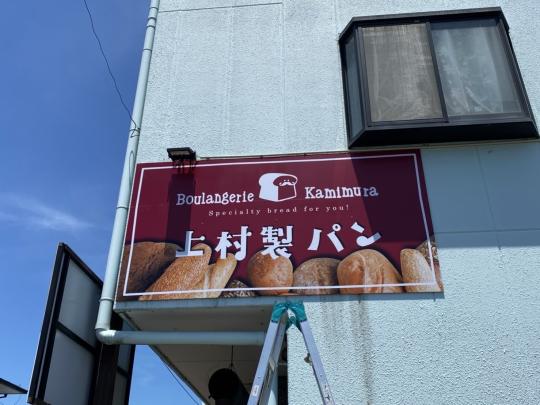 Boulangerie Kamimura
Specialty bread for you!
上村製パン